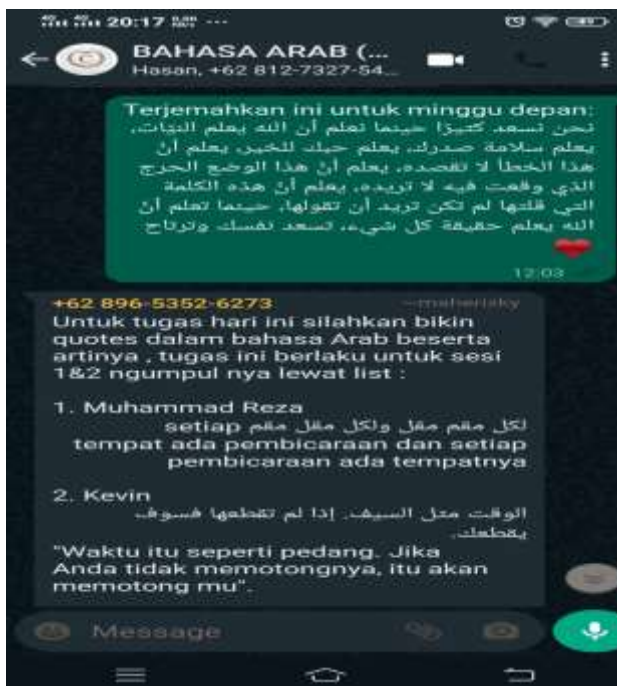 20:17
BAHASA ARAB (...
Hasan, +62 812-7327-54...
Terjemahkan ini untuk minggu depan:
نحن نسعد كثيرًا حينما نعلم أن الله يعلم النيات،
يعلم سلامة صدرك، يعلم حبك للخير، يعلم أنْ
هذا الخطأ لا تقصده، يعلم أنْ هذا الوضع الحرج
الذي وقعت فيه لا تريده، يعلم أنْ هذه الكلمة
التي قلتها لم تكن تريد أن تقولها، حينما تعلم أنْ
الله يعلم حقيقة كل شيء، تسعد نفسك وترتاح
12:03
+62 896-5352-6273
Untuk tugas hari ini silahkan bikin
quotes dalam bahasa Arab beserta
artinya , tugas ini berlaku untuk sesi
1&2 ngumpul nya lewat list :
1. Muhammad Reza
لكل مقم مقل ولكل مقل مقم setiap
tempat ada pembicaraan dan setiap
pembicaraan ada tempatnya
2. Kevin
الوقت مثل السيف. إذا لم تقطعها فسوف
يقطعك.
"Waktu itu seperti pedang. Jika
Anda tidak memotongnya, itu akan
memotong mu".
Message